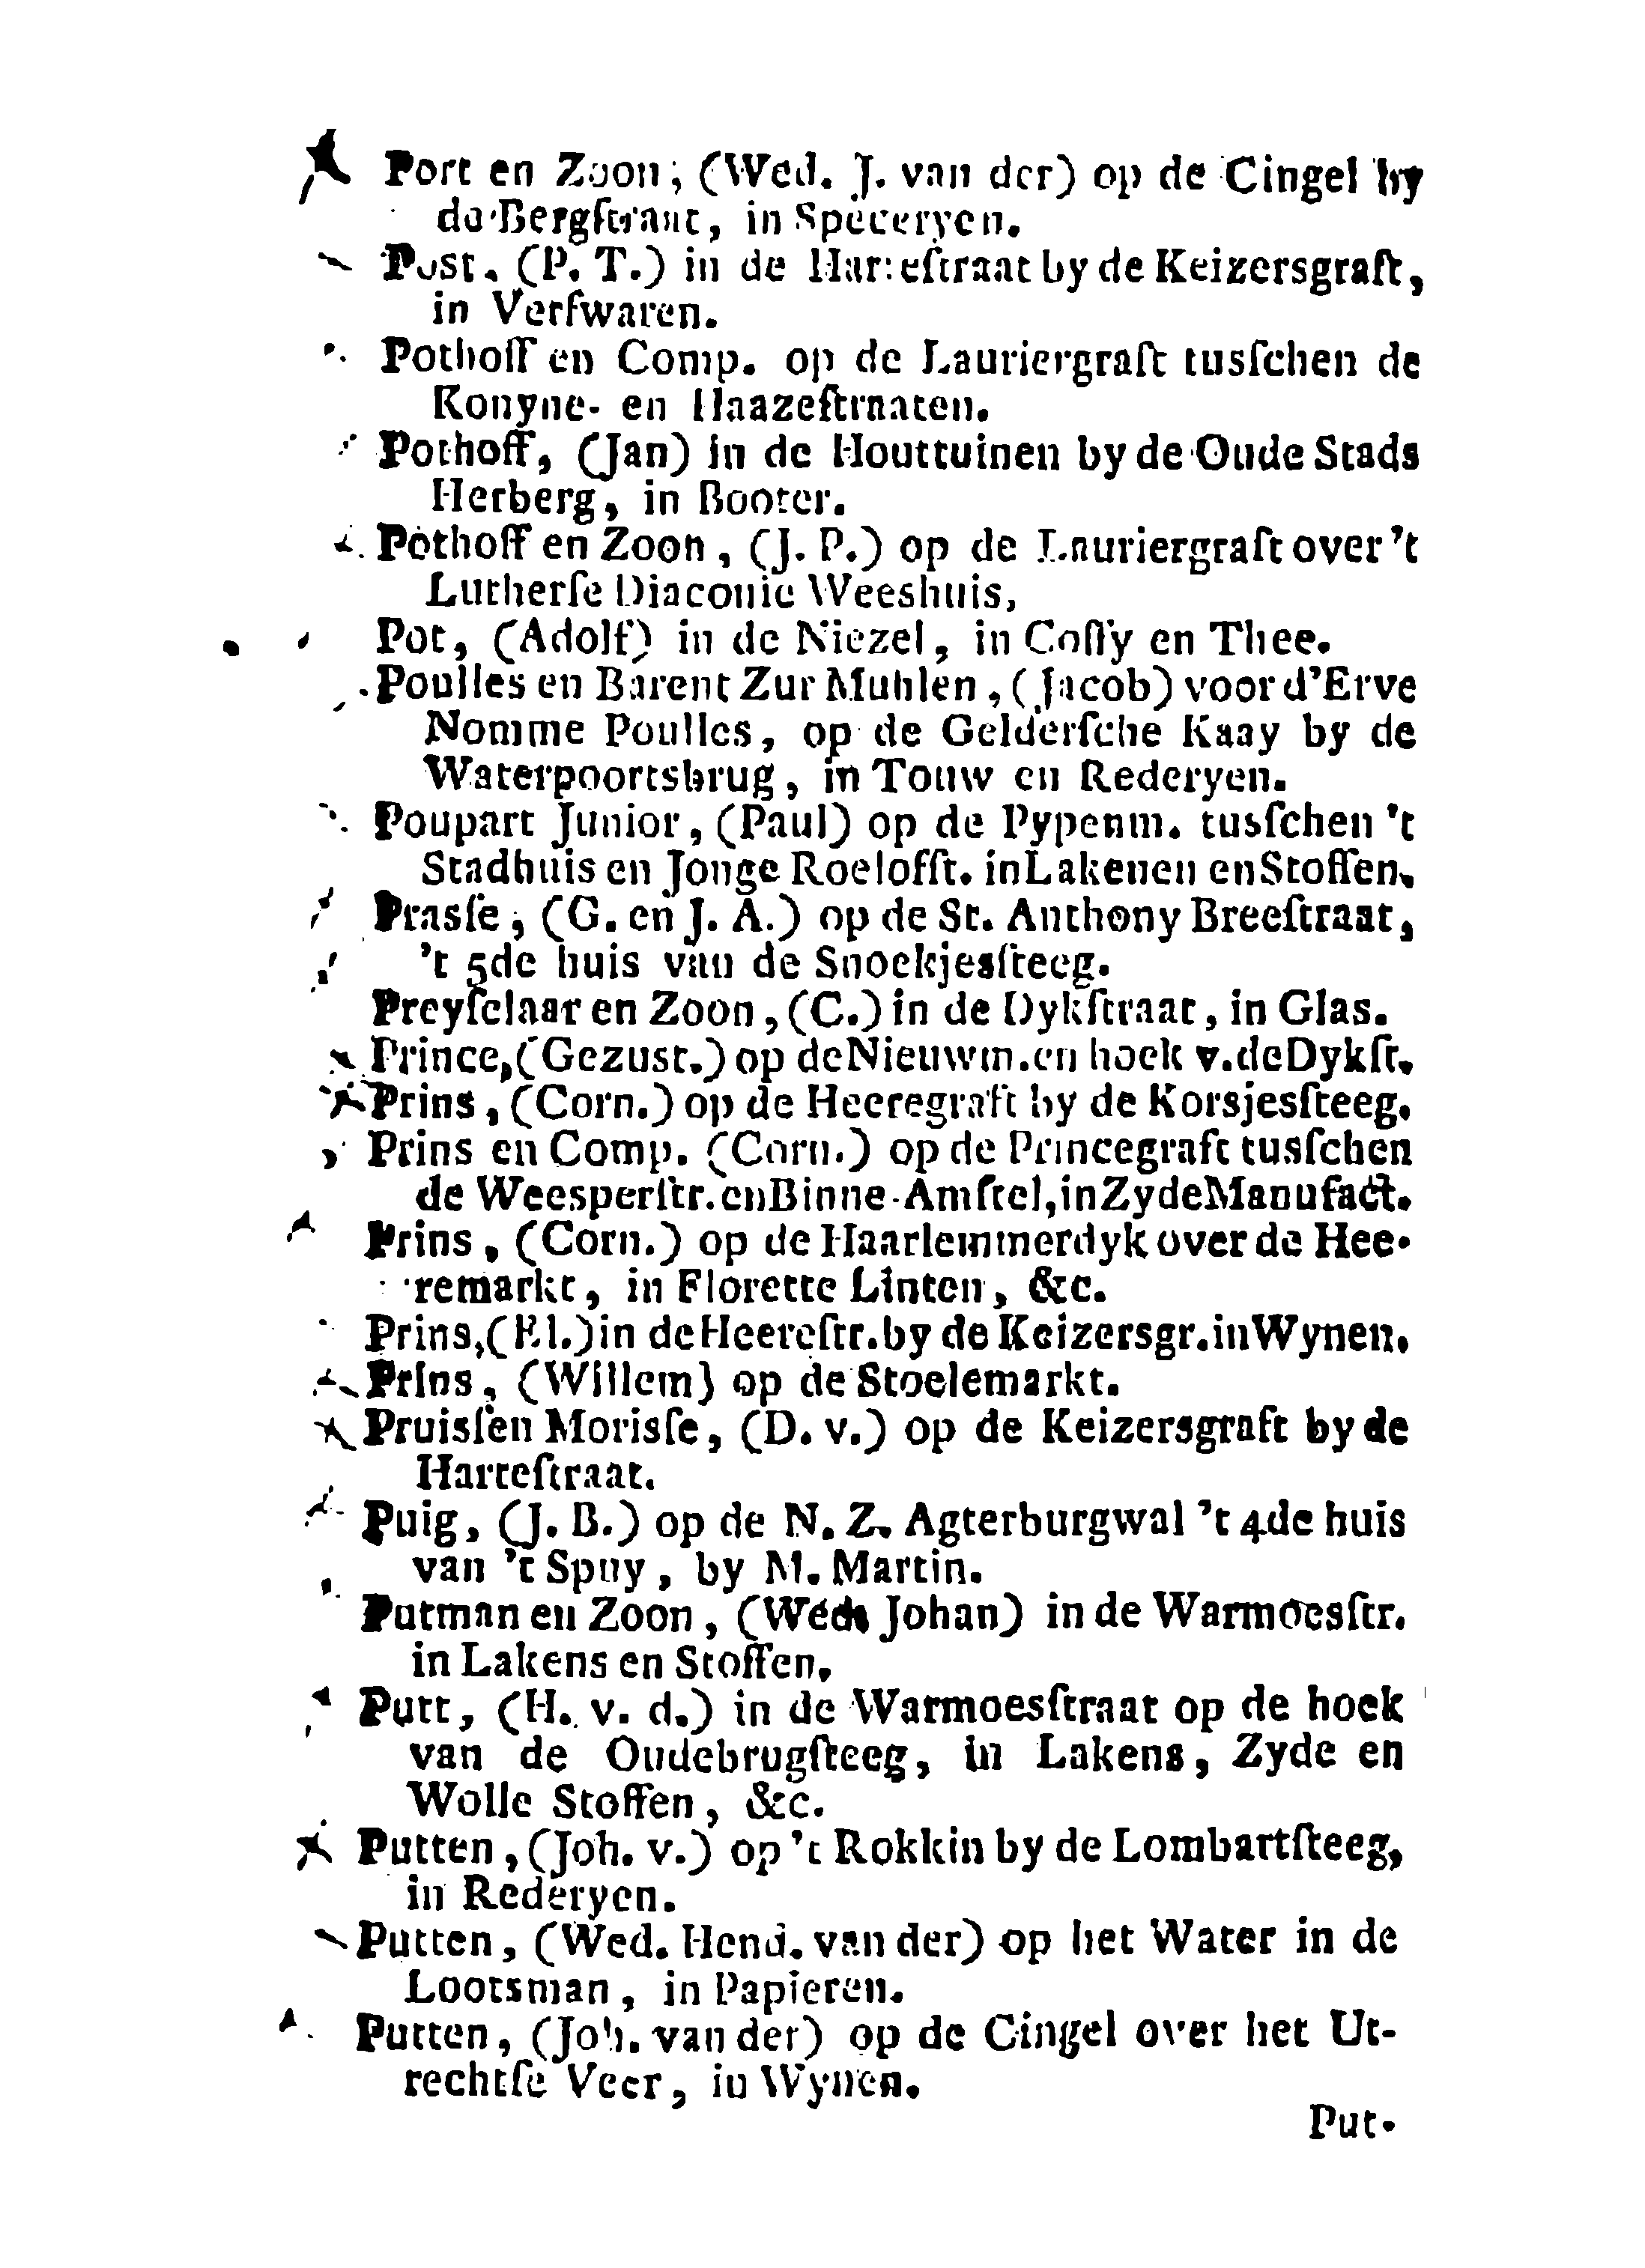 Port en Zoon, (Wed. J. van der) op de Cingel by
de Bergſtraat, in Speceryen.
Post, (P. T.) in de Harteſtraat by de Keizersgraft,
in Verfwaren.
Pothoff en Comp. op de Lauriergraft tusſchen de
Konyne- en Haazeſtraaten.
Pothoff, (Jan) in de Houttuinen by de Oude Stads
Herberg, in Booter.
Pothoff en Zoon, (J. P.) op de Lauriergraft over 't
Lutherſe Diaconie Weeshuis,
Pot, (Adolf) in de Niezel, in Coffy en Thee.
Poulles en Barent Zur Muhlen, (Jacob) voor d'Erve
Nomme Poulles, op de Gelderſche Kaay by de
Waterpoortsbrug, in Touw en Rederyen.
Poupart Junior, (Paul) op de Pypenm. tusſchen 't
Stadhuis en Jonge Roelofſt. in Lakenen en Stoffen.
Prasſe, (G. en J. A.) op de St. Anthony Breeſtraat,
't 5de huis van de Snoekjesſteeg.
Preyſelaar en Zoon, (C.) in de Dykſtraat, in Glas.
Prince, (Gezust.) op de Nieuwm. en hoek v. de Dykſt.
Prins, (Corn.) op de Heeregraft by de Korsjesſteeg.
Prins en Comp. (Corn.) op de Princegraft tusſchen
de Weesperſtr. en Binne-Amſtel, in Zyde Manufact.
Prins, (Corn.) op de Haarlemmerdyk over de Hee-
remarkt, in Florette Linten, &c.
Prins, (El.) in de Heereſtr. by de Keizersgr. in Wynen.
Prins, (Willem) op de Stoelemarkt.
Pruisſen Morisſe, (D. v.) op de Keizersgraft by de
Harteſtraat.
Puig, (J. B.) op de N. Z. Agterburgwal 't 4de huis
van 't Spuy, by M. Martin.
Putman en Zoon, (Wed. Johan) in de Warmoesſtr.
in Lakens en Stoffen.
Putt, (H. v. d.) in de Warmoesſtraat op de hoek
van de Oudebrugſteeg, in Lakens, Zyde en
Wolle Stoffen, &c.
Putten, (Joh. v.) op 't Rokkin by de Lombartſteeg,
in Rederyen.
Putten, (Wed. Hend. van der) op het Water in de
Lootsman, in Papieren.
Putten, (Joh. van der) op de Cingel over het Ut-
rechtſe Veer, in Wynen.
Put-